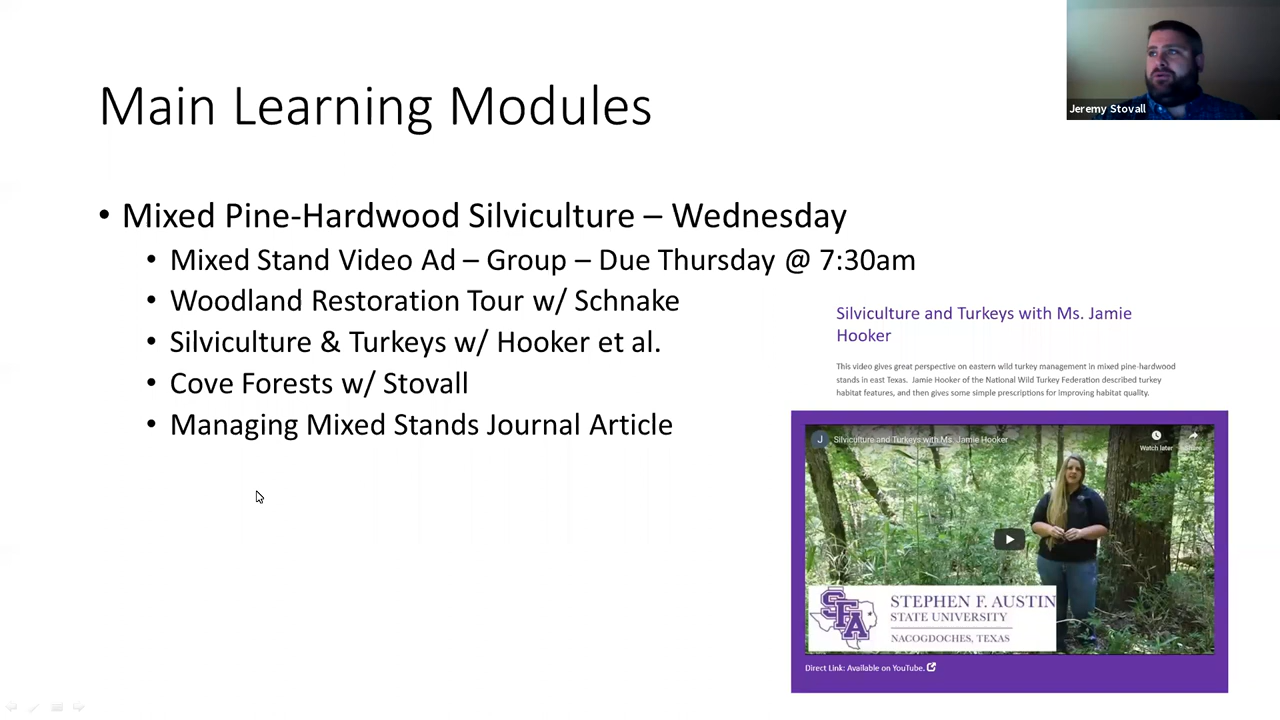 Jeremy Stovall
Main Learning Modules
• Mixed Pine-Hardwood Silviculture – Wednesday
• Mixed Stand Video Ad – Group – Due Thursday @ 7:30am
• Woodland Restoration Tour w/ Schnake
• Silviculture & Turkeys w/ Hooker et al.
• Cove Forests w/ Stovall
• Managing Mixed Stands Journal Article
Silviculture and Turkeys with Ms. Jamie
Hooker
This video gives great perspective on eastern wild turkey management in mixed pine-hardwood
stands in east Texas. Jamie Hooker of the National Wild Turkey Federation described turkey
habitat features, and then gives some simple prescriptions for improving habitat quality.
J Silviculture and Turkeys with Ms. Jamie Hooker
Watch later
Share
SFA
STEPHEN F. AUSTIN
STATE UNIVERSITY
NACOGDOCHES, TEXAS
Direct Link: Available on YouTube.